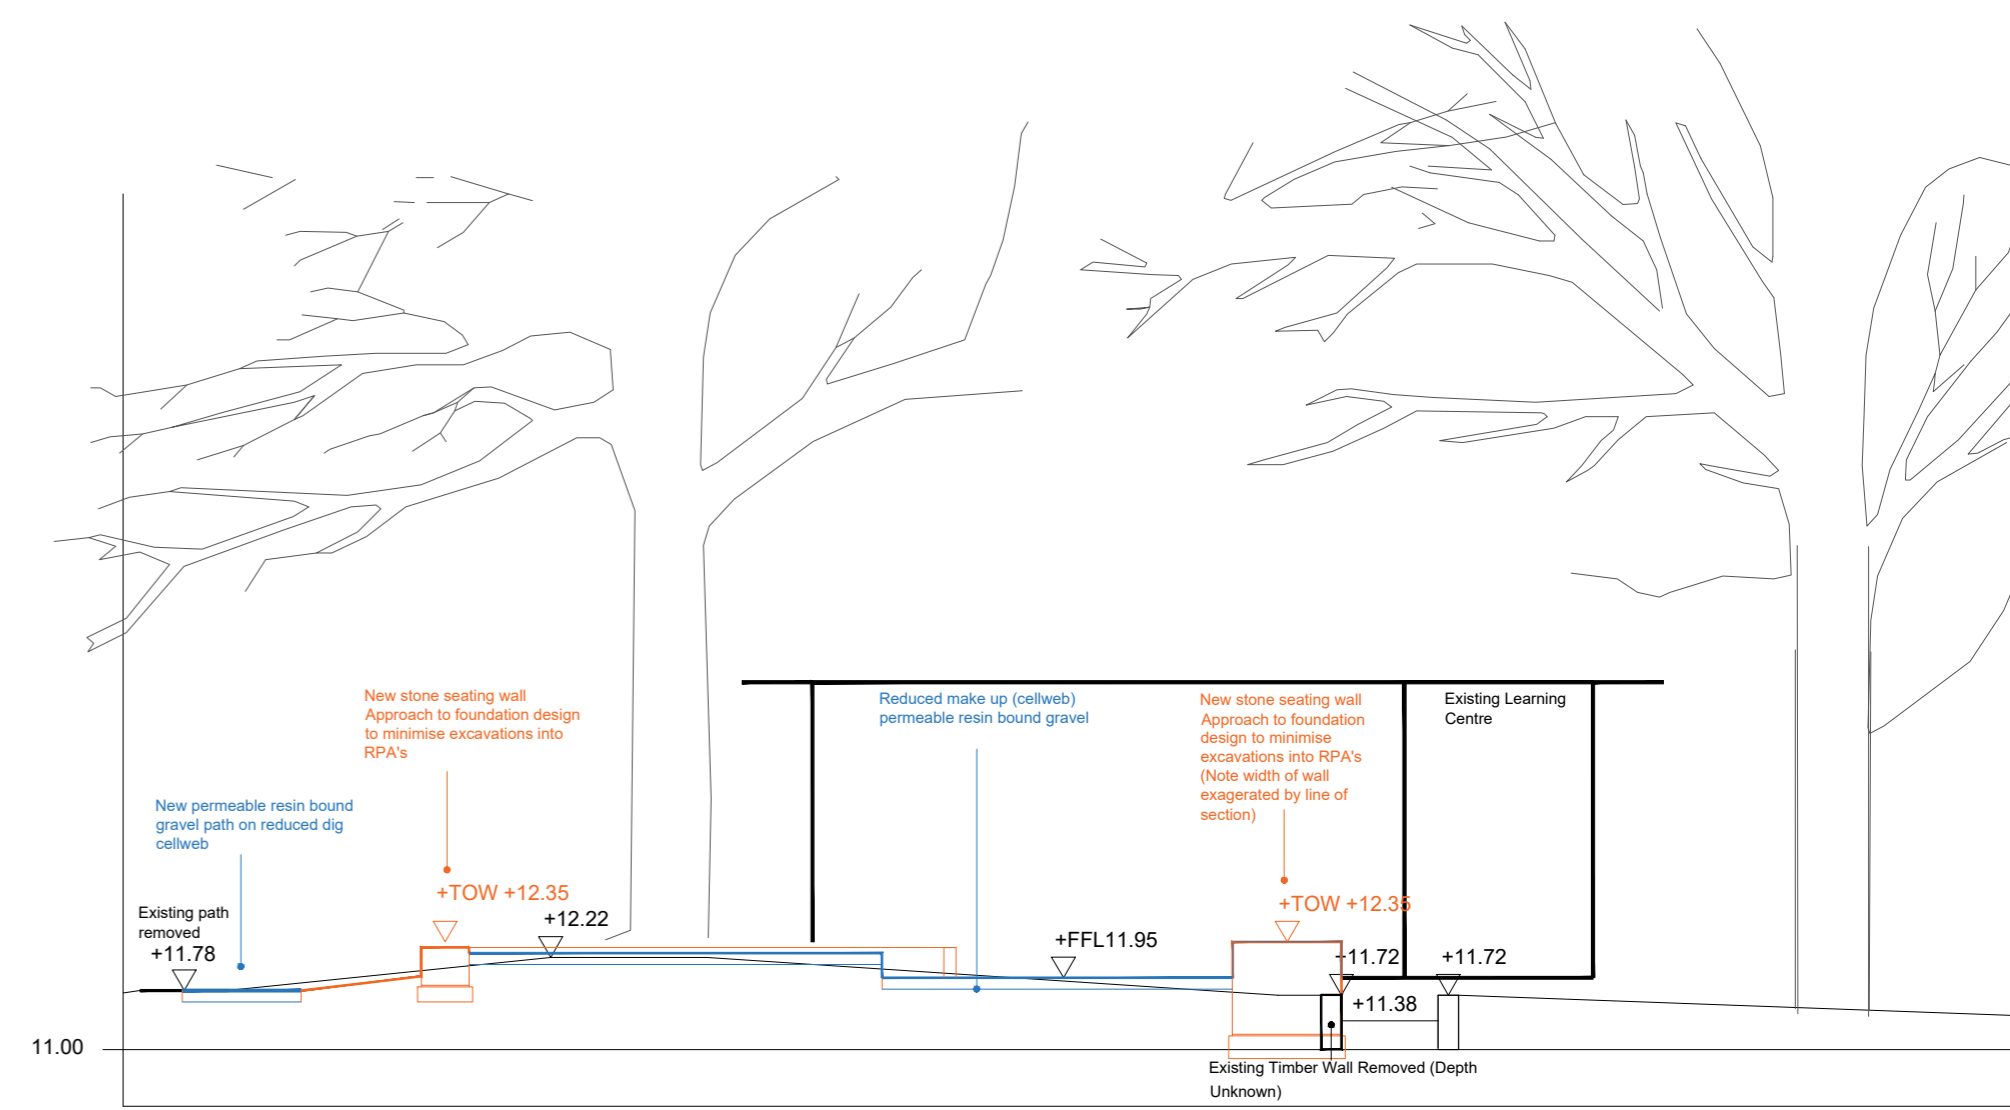 New stone seating wall
Approach to foundation design
to minimise excavations into
RPA's
Reduced make up (cellweb)
permeable resin bound gravel
New stone seating wall
Approach to foundation
design to minimise
excavations into RPA's
(Note width of wall
exagerated by line of
section)
Existing Learning
Centre
New permeable resin bound
gravel path on reduced dig
cellweb
+TOW +12.35
+TOW +12.35
Existing path
removed
+11.78
+12.22
+FFL11.95
+11.72
+11.72
+11.38
11.00
Existing Timber Wall Removed (Depth
Unknown)